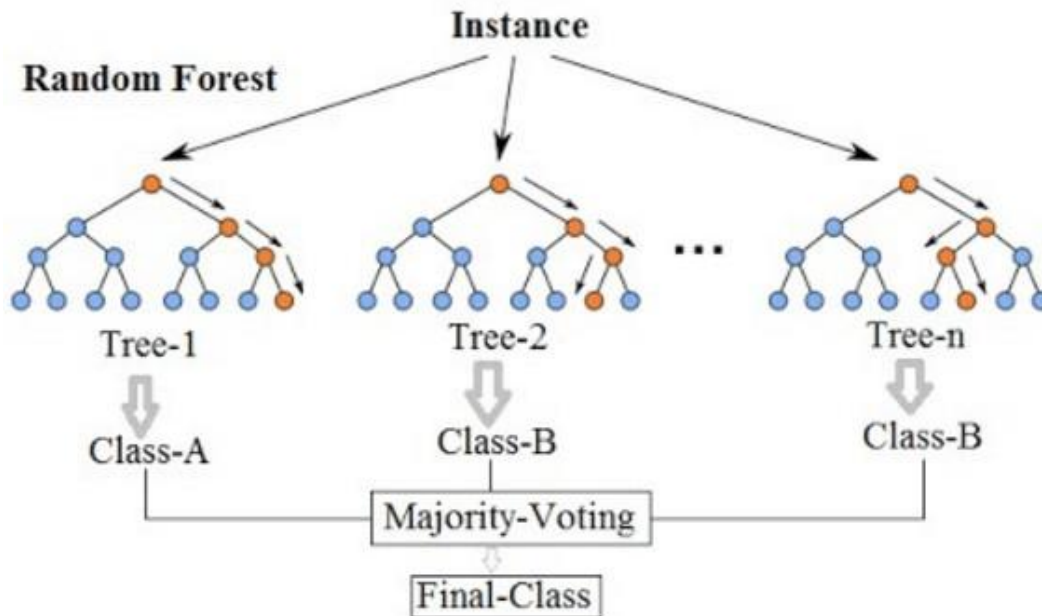 Instance
Random Forest
...
Tree-1
Tree-2
Tree-n
Class-A
Class-B
Class-B
Majority-Voting
Final-Class